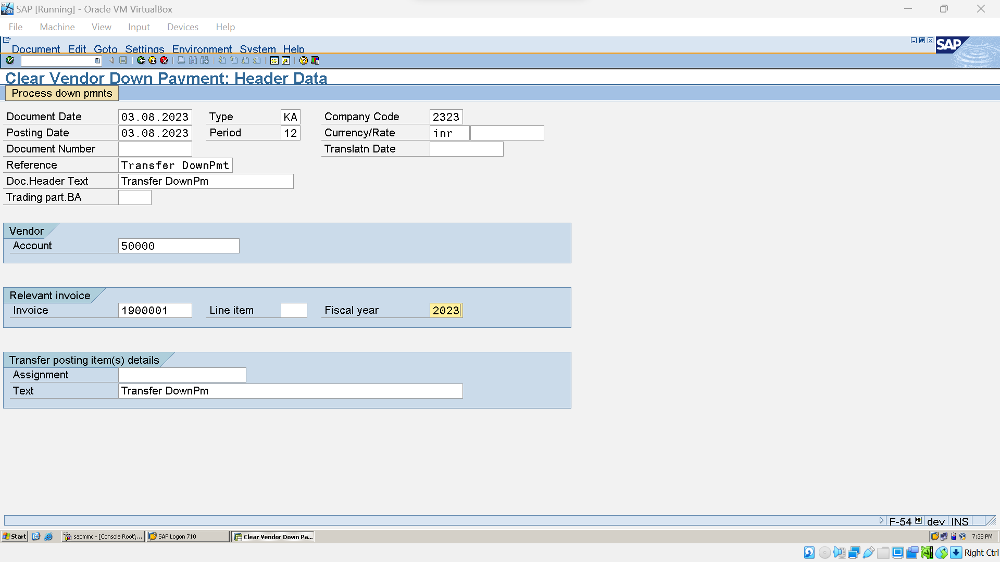 SAP [Running] - Oracle VM VirtualBox
File Machine View Input Devices Help
Document Edit Goto Settings Environment System Help
SAP
Clear Vendor Down Payment: Header Data
Process down pmnts
Document Date 03.08.2023 Type KA Company Code 2323
Posting Date 03.08.2023 Period 12 Currency/Rate inr
Document Number Translatn Date
Reference Transfer DownPmt
Doc.Header Text Transfer DownPm
Trading part.BA
Vendor
Account 50000
Relevant invoice
Invoice 1900001 Line item Fiscal year 2023
Transfer posting item(s) details
Assignment
Text Transfer DownPm
F-54 dev INS
Start sapmmc - [Console Root\... SAP Logon 710 Clear Vendor Down Pa... 7:38 PM
Right Ctrl